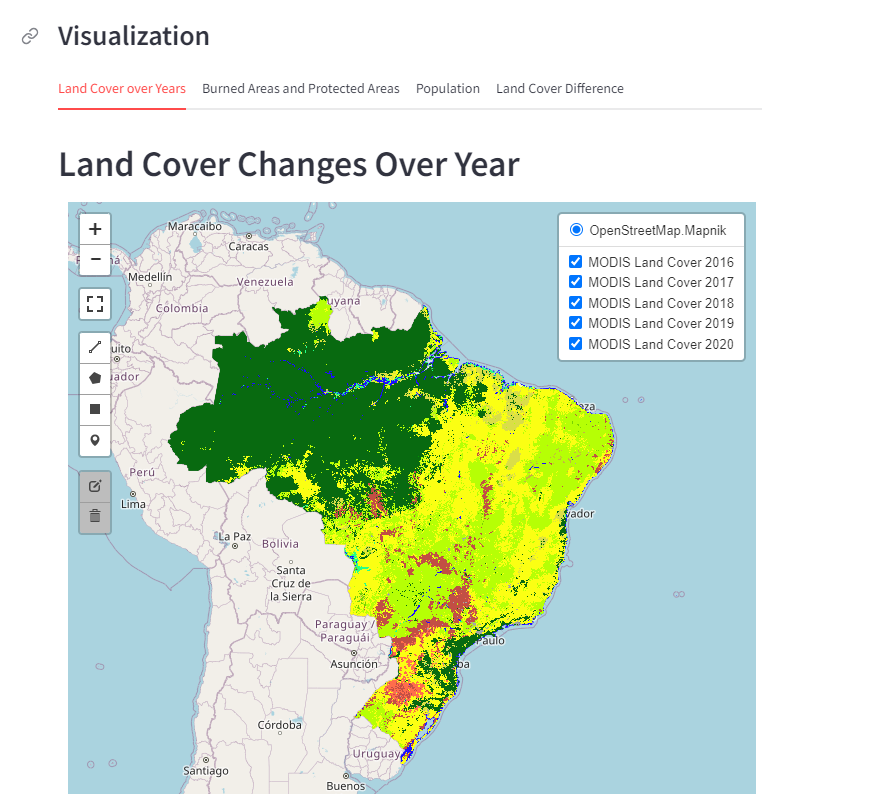 Visualization
Land Cover over Years
Burned Areas and Protected Areas
Population
Land Cover Difference
Land Cover Changes Over Year
+
−
OpenStreetMap.Mapnik
MODIS Land Cover 2016
MODIS Land Cover 2017
MODIS Land Cover 2018
MODIS Land Cover 2019
MODIS Land Cover 2020
Maracaibo
Caracas
Medellín
Venezuela
uyana
Colombia
uito
uador
eza
Perú
Lima
vador
La Paz
Bolivia
Santa
Cruz de
la Sierra
Paraguay /
Paraguái
Paulo
Asunción
ba
Córdoba
Uruguay
Santiago
Buenos